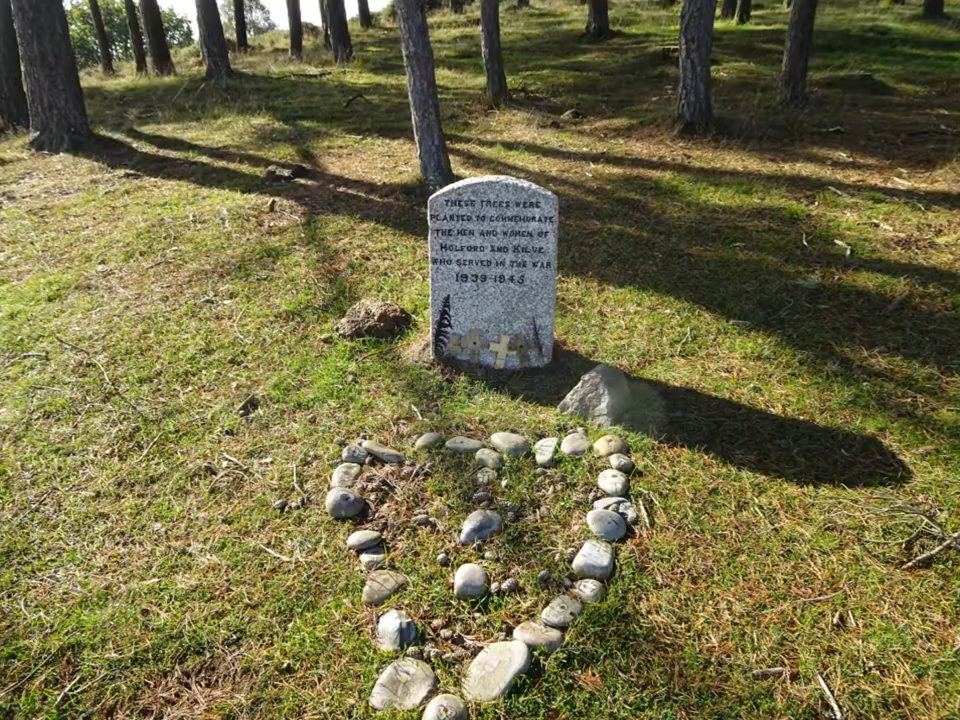 THESE TREES WERE
PLANTED TO COMMEMORATE
THE MEN AND WOMEN OF
HOLFORD AND KILVE
WHO SERVED IN THE WAR
1939-1945